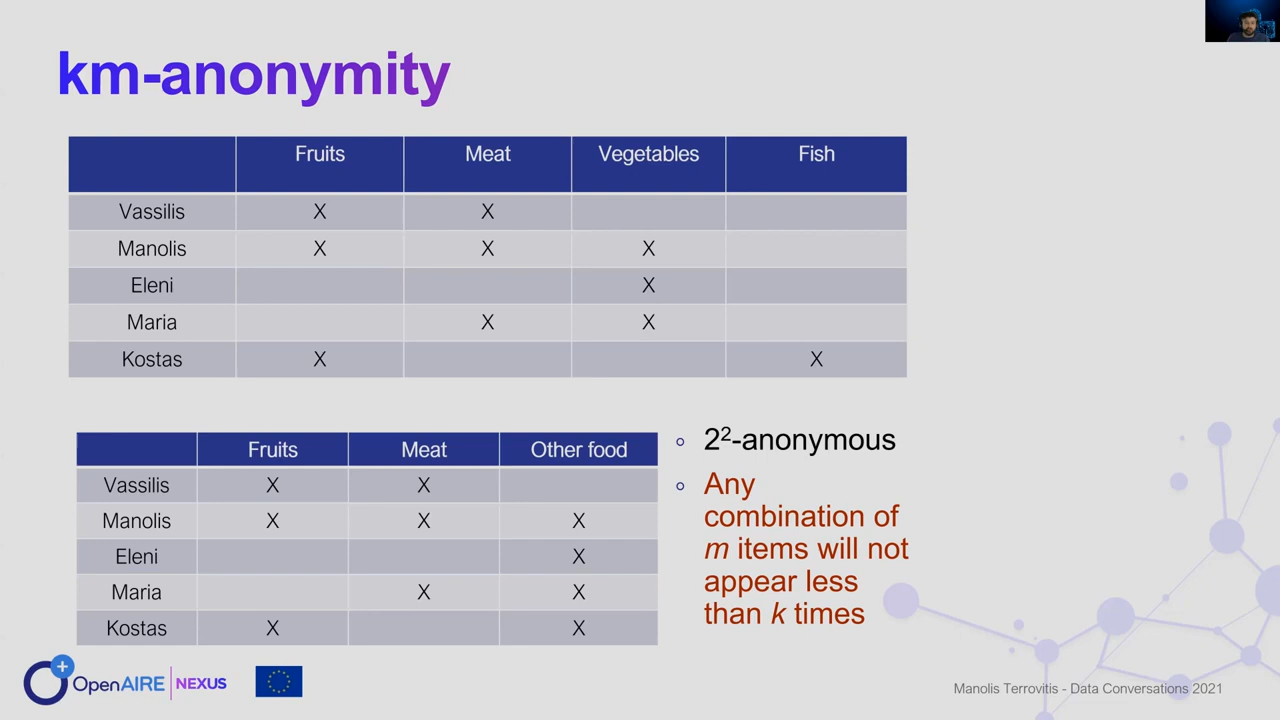 km-anonymity
Fruits Meat Vegetables Fish
Vassilis X X
Manolis X X X
Eleni X
Maria X X
Kostas X X
Fruits Meat Other food
Vassilis X X
Manolis X X X
Eleni X
Maria X X
Kostas X X
2²-anonymous
Any
combination of
m items will not
appear less
than k times
OpenAIRE NEXUS
Manolis Terrovitis - Data Conversations 2021